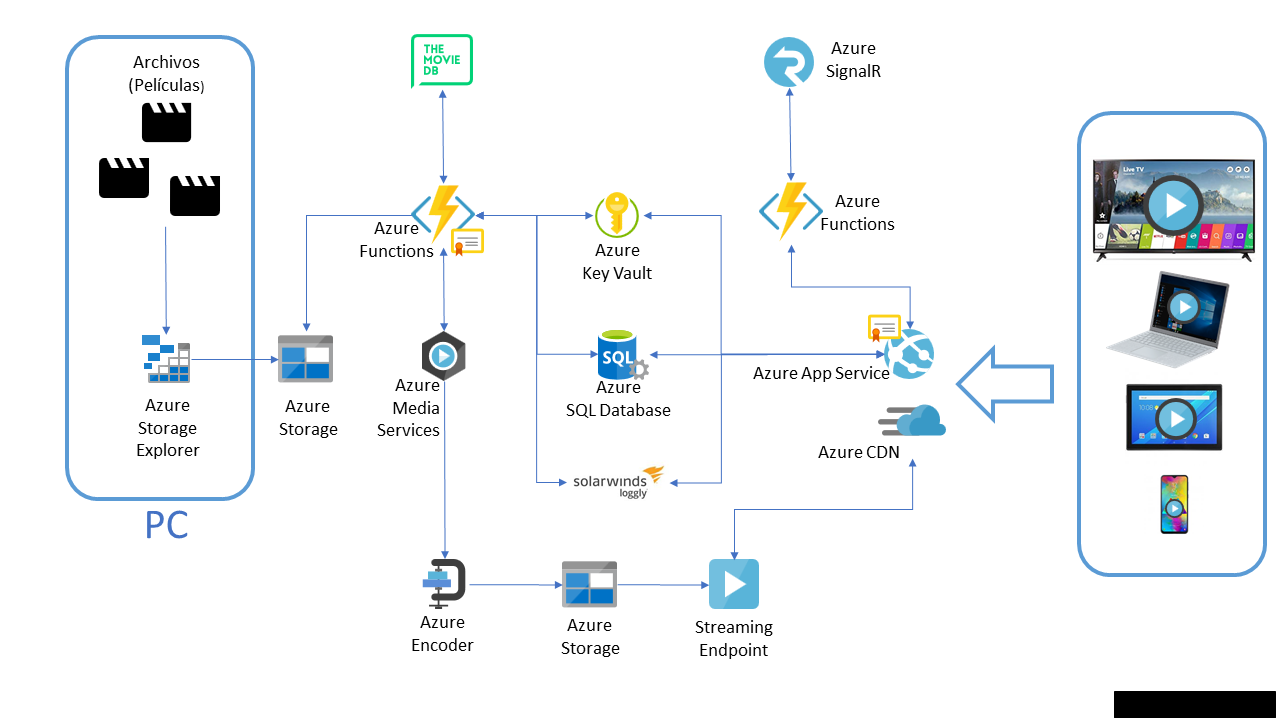 Archivos
(Películas)
THE
MOVIE
DB
Azure
SignalR
Live TV
Azure
Functions
Azure
Functions
Azure
Key Vault
SQL
Azure
SQL Database
Azure App Service
Azure
Media
Services
Azure
Storage
Explorer
Azure
Storage
Azure CDN
solarwinds
loggly
PC
Azure
Encoder
Azure
Storage
Streaming
Endpoint